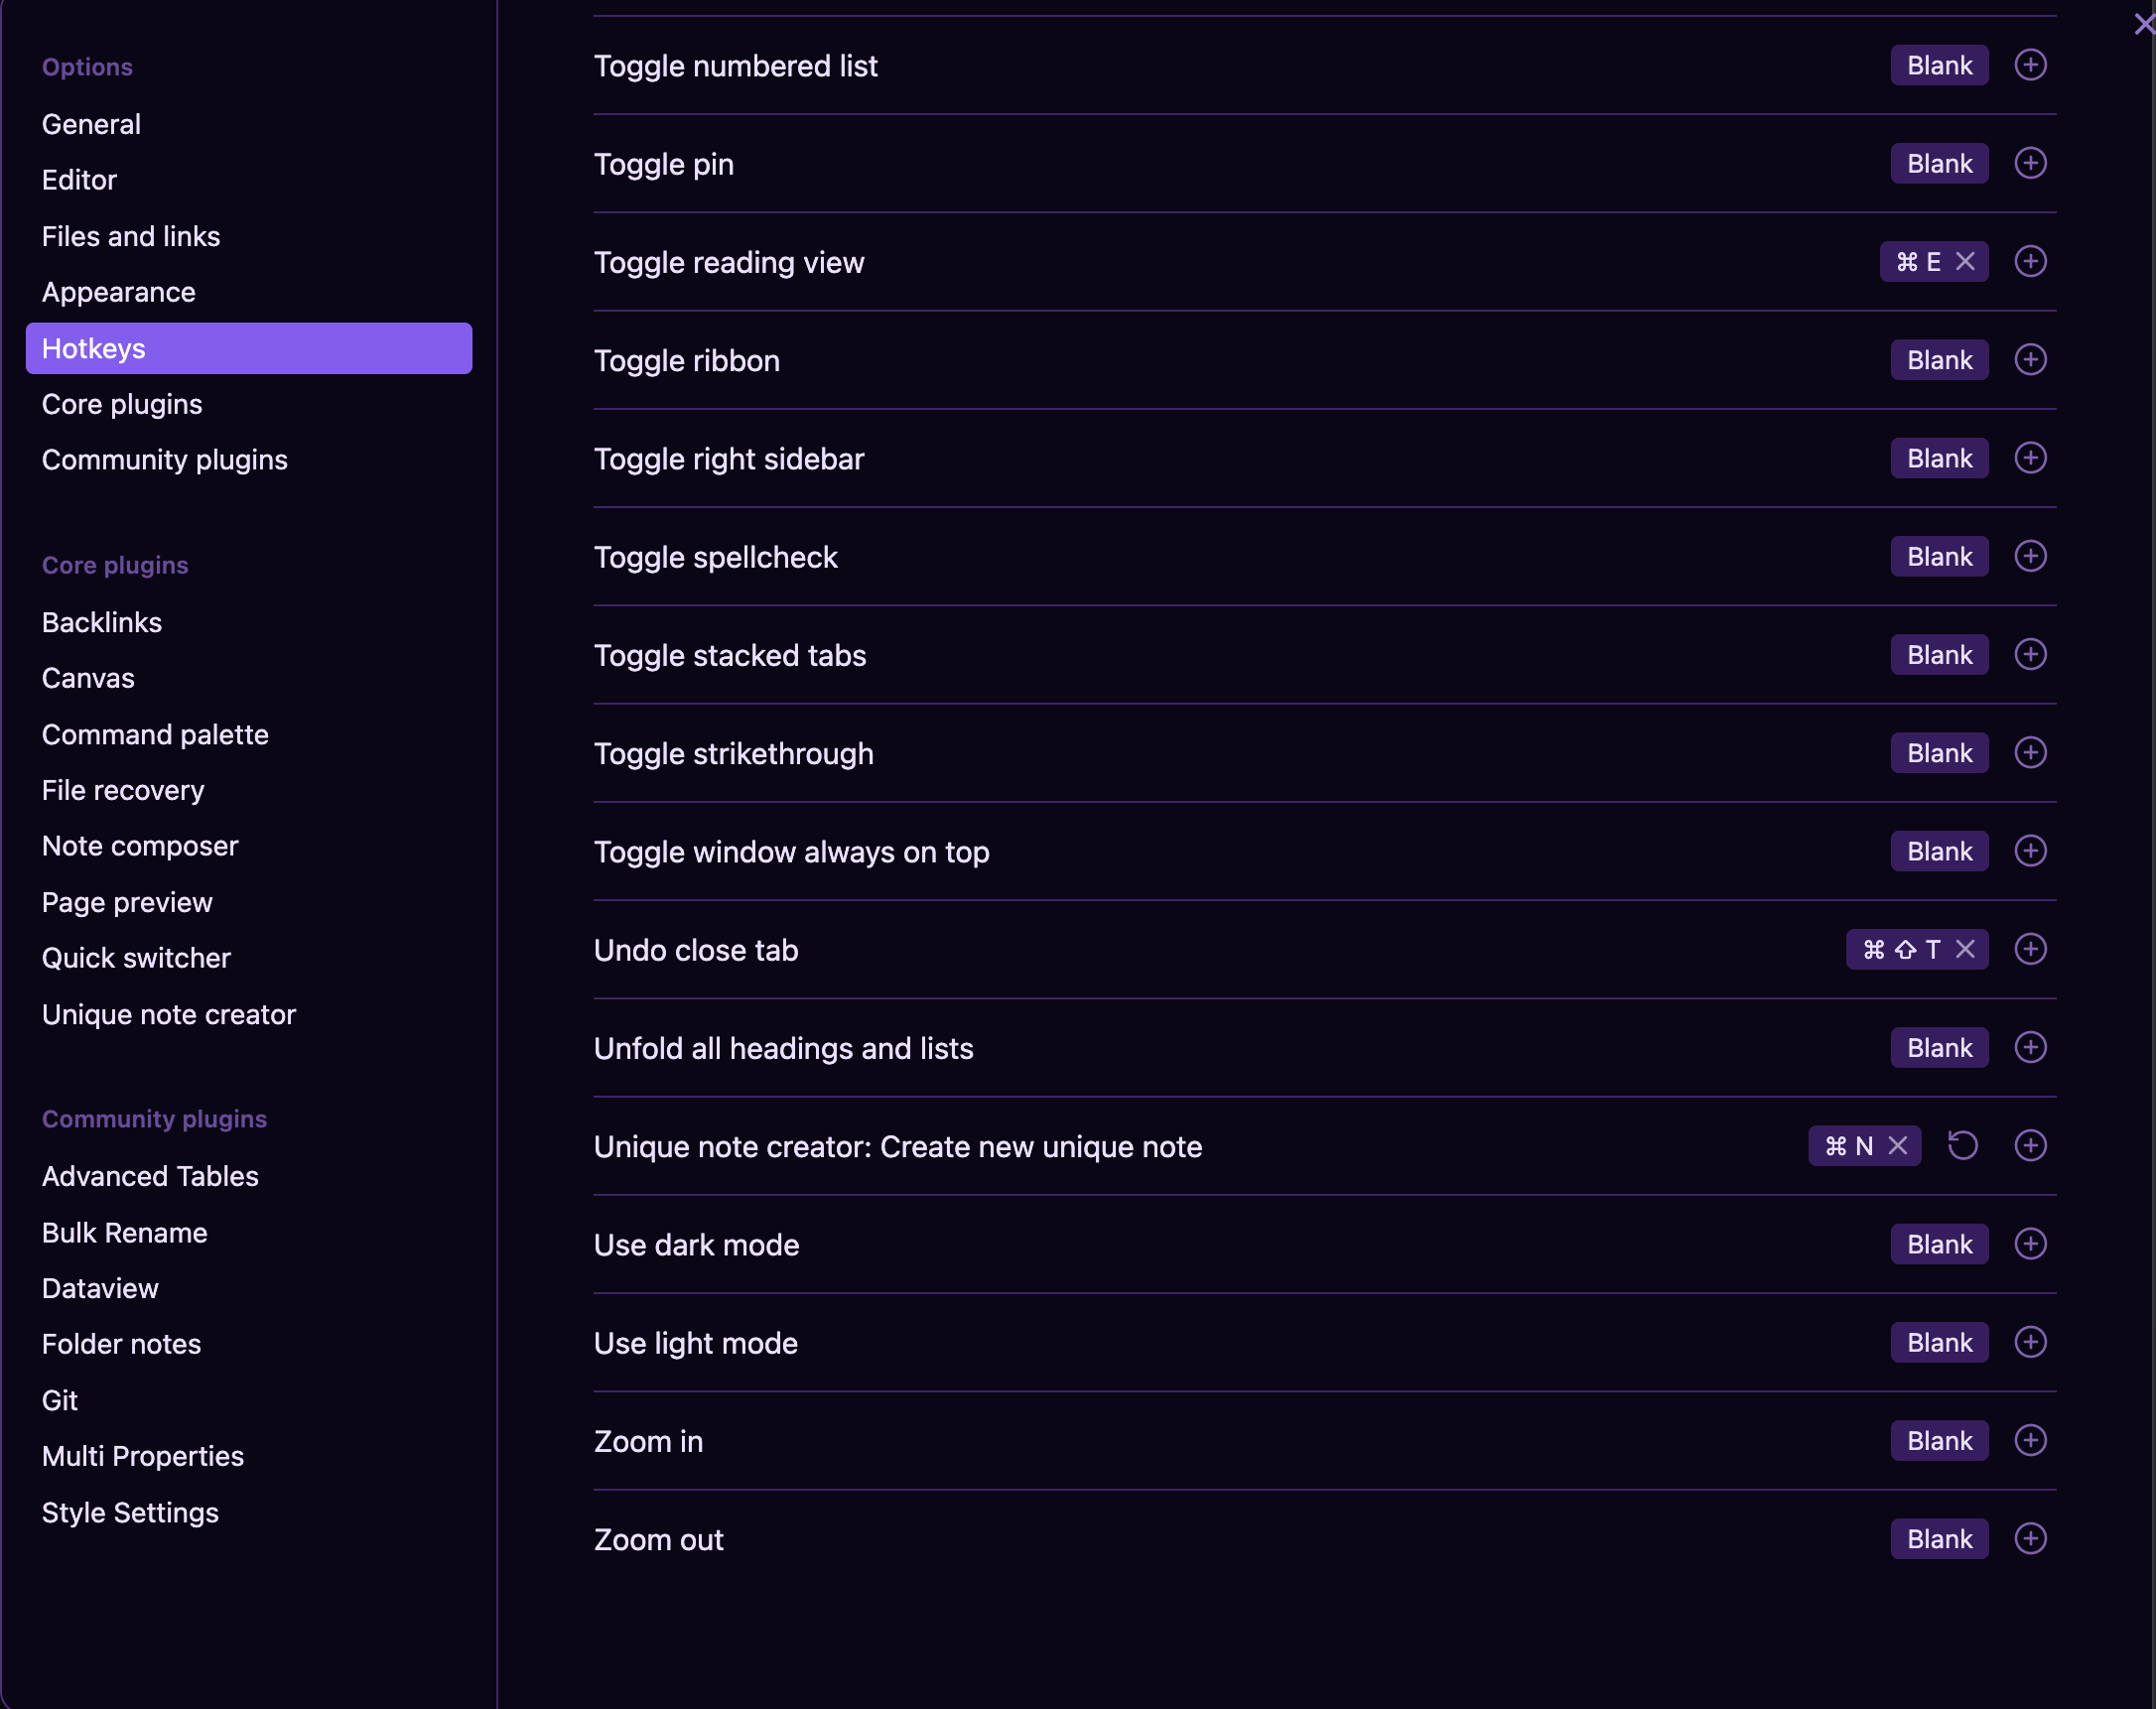 Options
General
Editor
Files and links
Appearance
Hotkeys
Core plugins
Community plugins
Core plugins
Backlinks
Canvas
Command palette
File recovery
Note composer
Page preview
Quick switcher
Unique note creator
Community plugins
Advanced Tables
Bulk Rename
Dataview
Folder notes
Git
Multi Properties
Style Settings
Toggle numbered list Blank
Toggle pin Blank
Toggle reading view ⌘ E
Toggle ribbon Blank
Toggle right sidebar Blank
Toggle spellcheck Blank
Toggle stacked tabs Blank
Toggle strikethrough Blank
Toggle window always on top Blank
Undo close tab ⌘ ⇧ T
Unfold all headings and lists Blank
Unique note creator: Create new unique note ⌘ N
Use dark mode Blank
Use light mode Blank
Zoom in Blank
Zoom out Blank